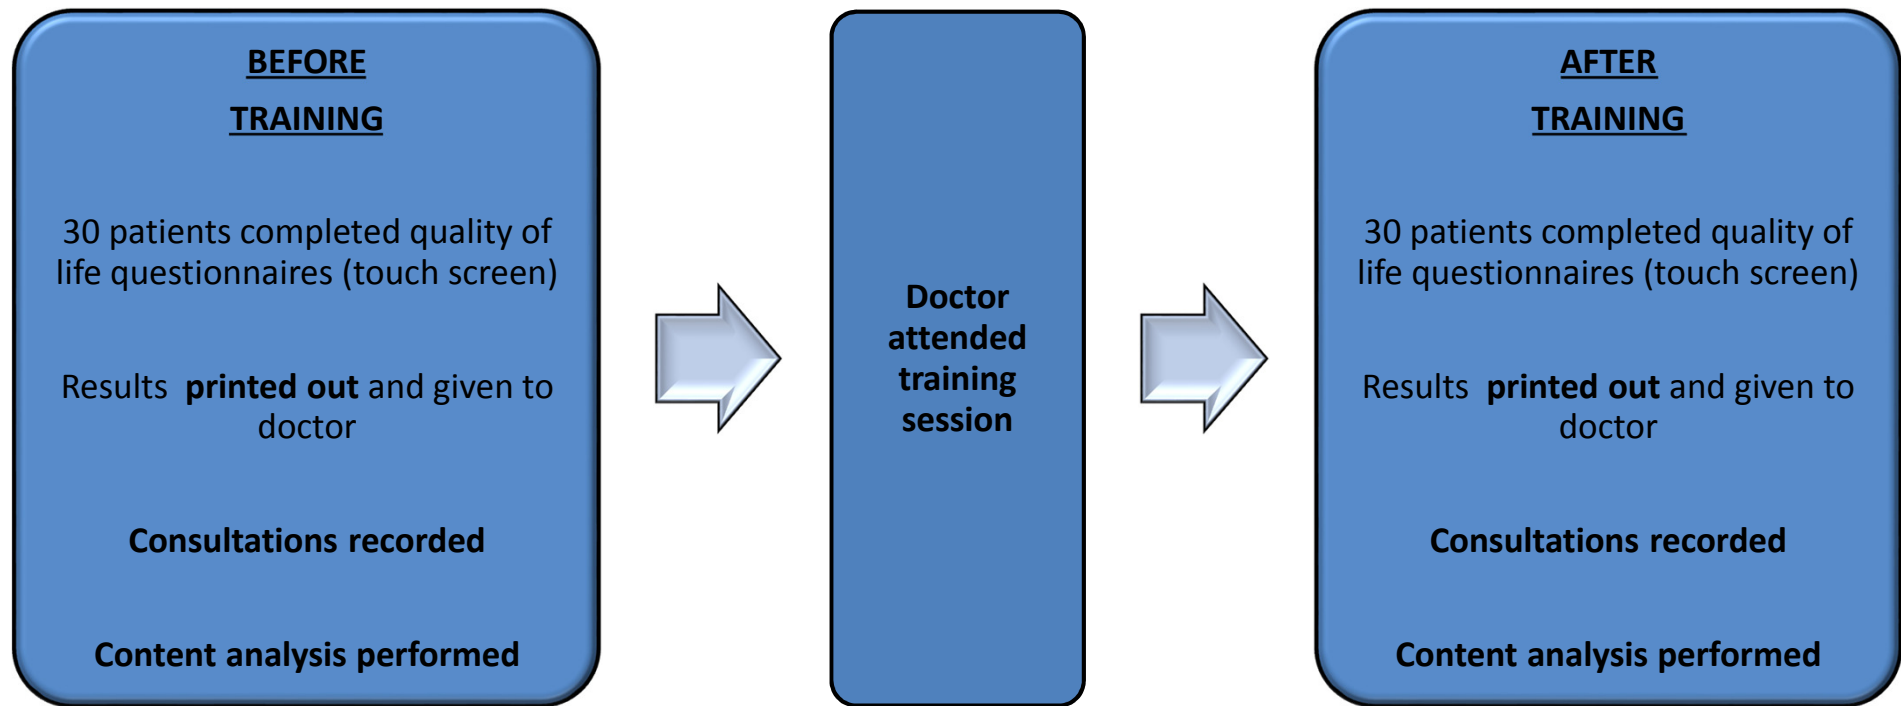 BEFORE
TRAINING
30 patients completed quality of
life questionnaires (touch screen)
Results printed out and given to
doctor
Consultations recorded
Content analysis performed
Doctor
attended
training
session
AFTER
TRAINING
30 patients completed quality of
life questionnaires (touch screen)
Results printed out and given to
doctor
Consultations recorded
Content analysis performed